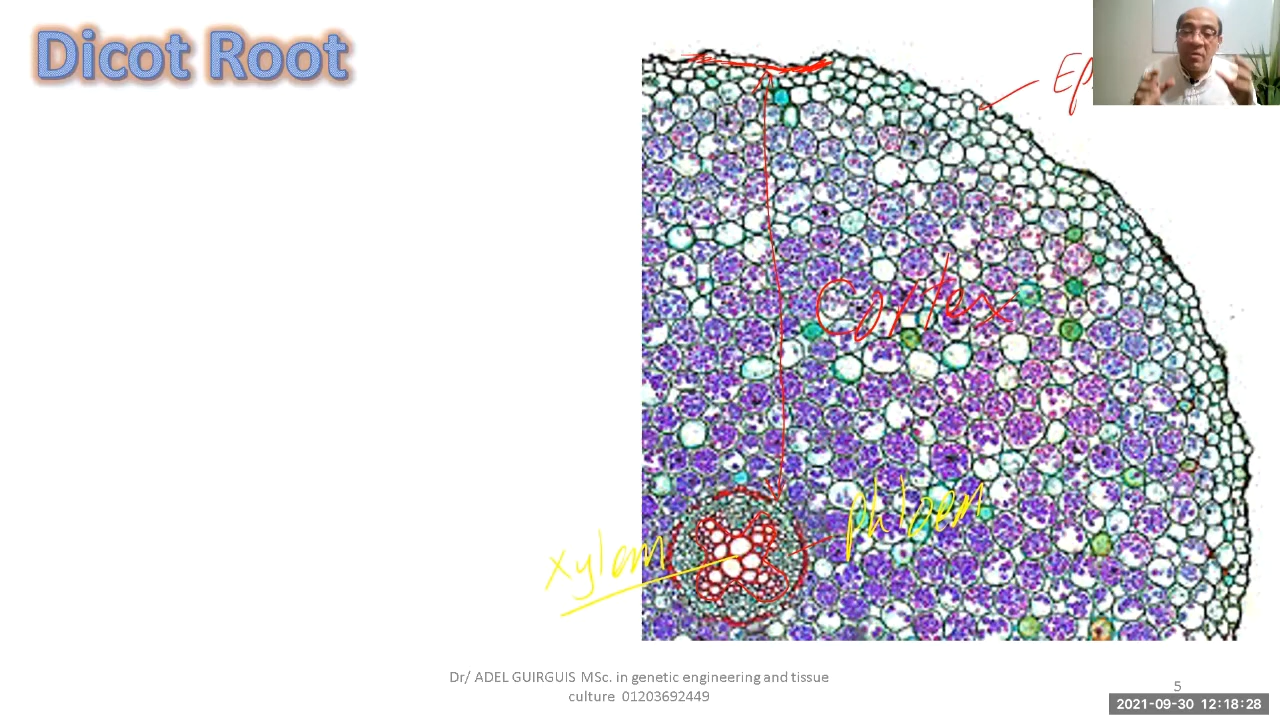 Dicot Root
Ep
Cortex
phloem
xylem
Dr/ ADEL GUIRGUIS MSc. in genetic engineering and tissue
culture 01203692449
5
2021-09-30 12:18:28